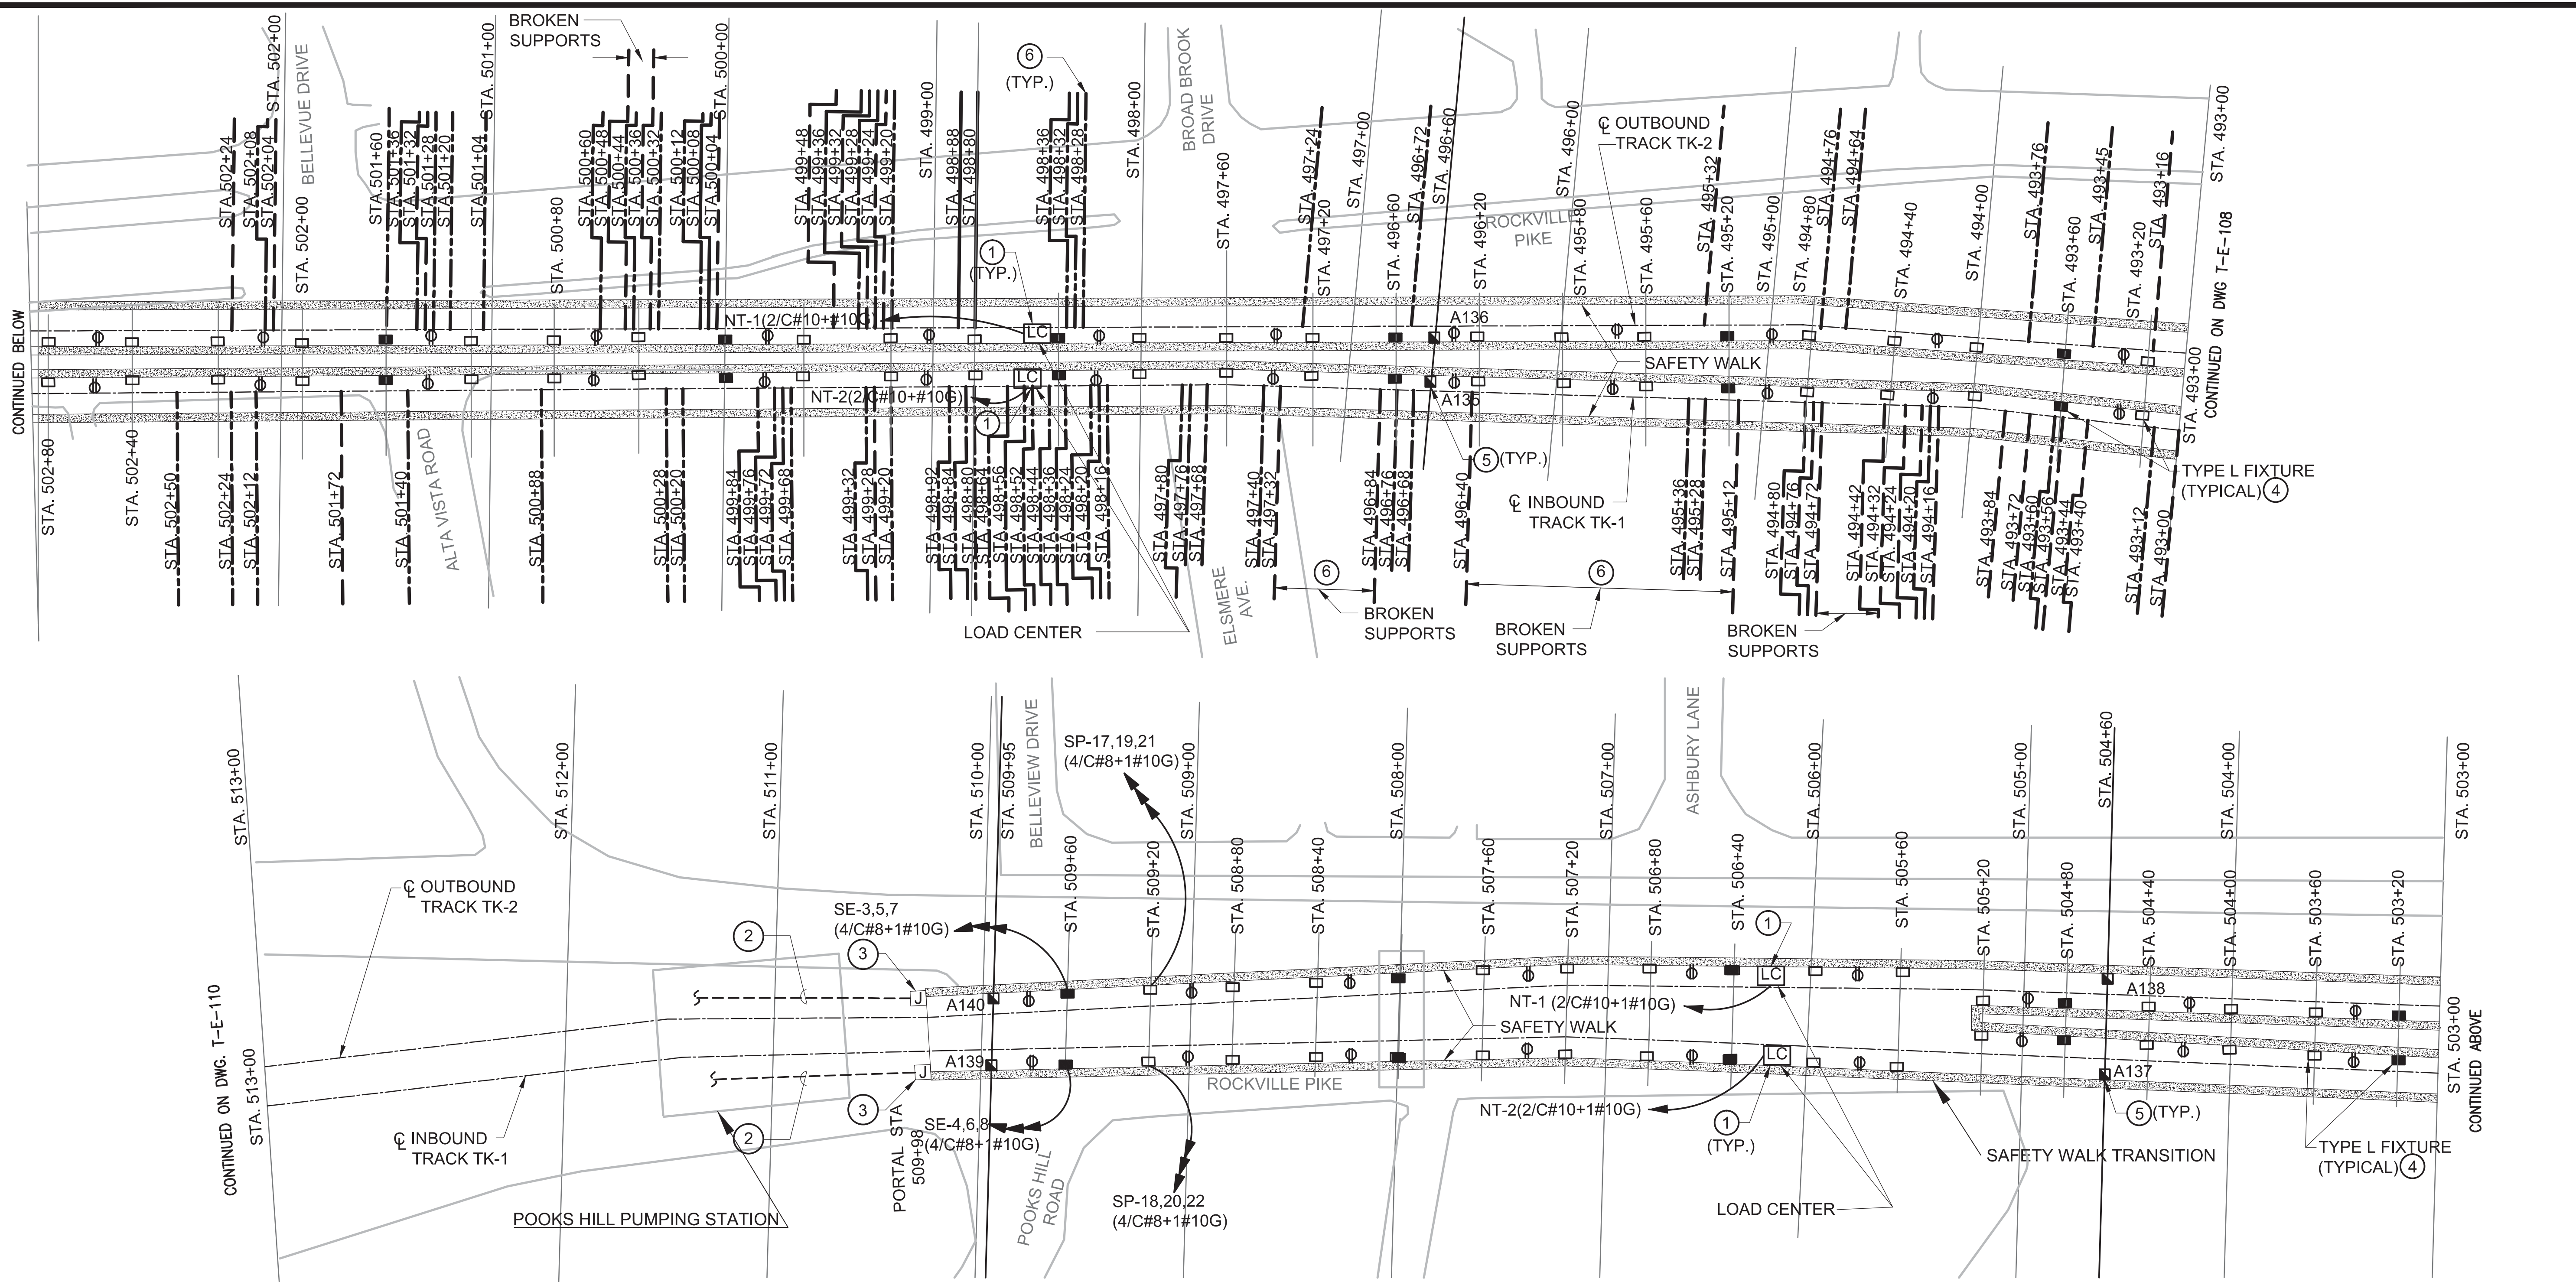 BROKEN
SUPPORTS
6
(TYP.)
STA. 502+00
BELLEVUE DRIVE
STA. 501+00
STA. 500+00
STA. 499+00
STA. 498+00
BROAD BROOK
DRIVE
STA. 497+00
STA. 496+60
STA. 496+00
STA. 495+00
STA. 494+00
STA. 493+00
STA. 502+24
STA. 502+08
STA. 502+04
STA. 502+00
STA. 501+60
STA. 501+36
STA. 501+32
STA. 501+28
STA. 501+20
STA. 501+04
STA. 500+80
STA. 500+60
STA. 500+48
STA. 500+44
STA. 500+36
STA. 500+32
STA. 500+12
STA. 500+08
STA. 500+04
STA. 499+48
STA. 499+36
STA. 499+32
STA. 499+28
STA. 499+24
STA. 499+20
STA. 498+88
STA. 498+80
STA. 498+36
STA. 498+32
STA. 498+28
STA. 497+60
STA. 497+24
STA. 497+20
STA. 496+60
STA. 496+72
STA. 496+20
STA. 495+80
STA. 495+60
STA. 495+32
STA. 495+20
STA. 494+80
STA. 494+76
STA. 494+64
STA. 494+40
STA. 493+76
STA. 493+60
STA. 493+45
STA. 493+20
STA. 493+16
ROCKVILLE
PIKE
℄ OUTBOUND
TRACK TK-2
1
(TYP.)
NT-1(2/C#10+#10G)
LC
A136
SAFETY WALK
LC
NT-2(2/C#10+#10G)
1
A135
5 (TYP.)
℄ INBOUND
TRACK TK-1
TYPE L FIXTURE
(TYPICAL) 4
CONTINUED BELOW
STA. 493+00
CONTINUED ON DWG T-E-108
STA. 502+80
STA. 502+40
STA. 502+50
STA. 502+24
STA. 502+12
STA. 501+72
STA. 501+40
ALTA VISTA ROAD
STA. 500+88
STA. 500+28
STA. 500+20
STA. 499+84
STA. 499+76
STA. 499+72
STA. 499+68
STA. 499+32
STA. 499+28
STA. 499+20
STA. 498+92
STA. 498+84
STA. 498+80
STA. 498+64
STA. 498+56
STA. 498+52
STA. 498+44
STA. 498+36
STA. 498+24
STA. 498+20
STA. 498+16
STA. 497+80
STA. 497+76
STA. 497+68
ELSMERE
AVE.
STA. 497+40
STA. 497+32
STA. 496+84
STA. 496+76
STA. 496+68
STA. 496+40
STA. 495+36
STA. 495+28
STA. 495+12
STA. 494+80
STA. 494+76
STA. 494+72
STA. 494+42
STA. 494+32
STA. 494+24
STA. 494+20
STA. 494+16
STA. 493+84
STA. 493+72
STA. 493+60
STA. 493+56
STA. 493+44
STA. 493+40
STA. 493+12
STA. 493+00
6
6
LOAD CENTER
BROKEN
SUPPORTS
BROKEN
SUPPORTS
BROKEN
SUPPORTS
STA. 513+00
STA. 512+00
STA. 511+00
STA. 510+00
STA. 509+95
BELLEVIEW DRIVE
SP-17,19,21
(4/C#8+1#10G)
STA. 509+00
STA. 508+00
STA. 507+00
ASHBURY LANE
STA. 506+00
STA. 505+00
STA. 504+60
STA. 504+00
STA. 503+00
STA. 509+60
STA. 509+20
STA. 508+80
STA. 508+40
STA. 507+60
STA. 507+20
STA. 506+80
STA. 506+40
STA. 505+60
STA. 505+20
STA. 504+80
STA. 504+40
STA. 504+00
STA. 503+60
STA. 503+20
℄ OUTBOUND
TRACK TK-2
SE-3,5,7
(4/C#8+1#10G)
2
3
1
J
A140
LC
NT-1 (2/C#10+1#10G)
A138
SAFETY WALK
A139
J
LC
A137
ROCKVILLE PIKE
3
2
SE-4,6,8
(4/C#8+1#10G)
NT-2(2/C#10+1#10G)
1
(TYP.)
5 (TYP.)
℄ INBOUND
TRACK TK-1
CONTINUED ON DWG. T-E-110
STA. 513+00
PORTAL STA
509+98
POOKS HILL
ROAD
SP-18,20,22
(4/C#8+1#10G)
POOKS HILL PUMPING STATION
LOAD CENTER
SAFETY WALK TRANSITION
TYPE L FIXTURE
(TYPICAL) 4
STA. 503+00
CONTINUED ABOVE